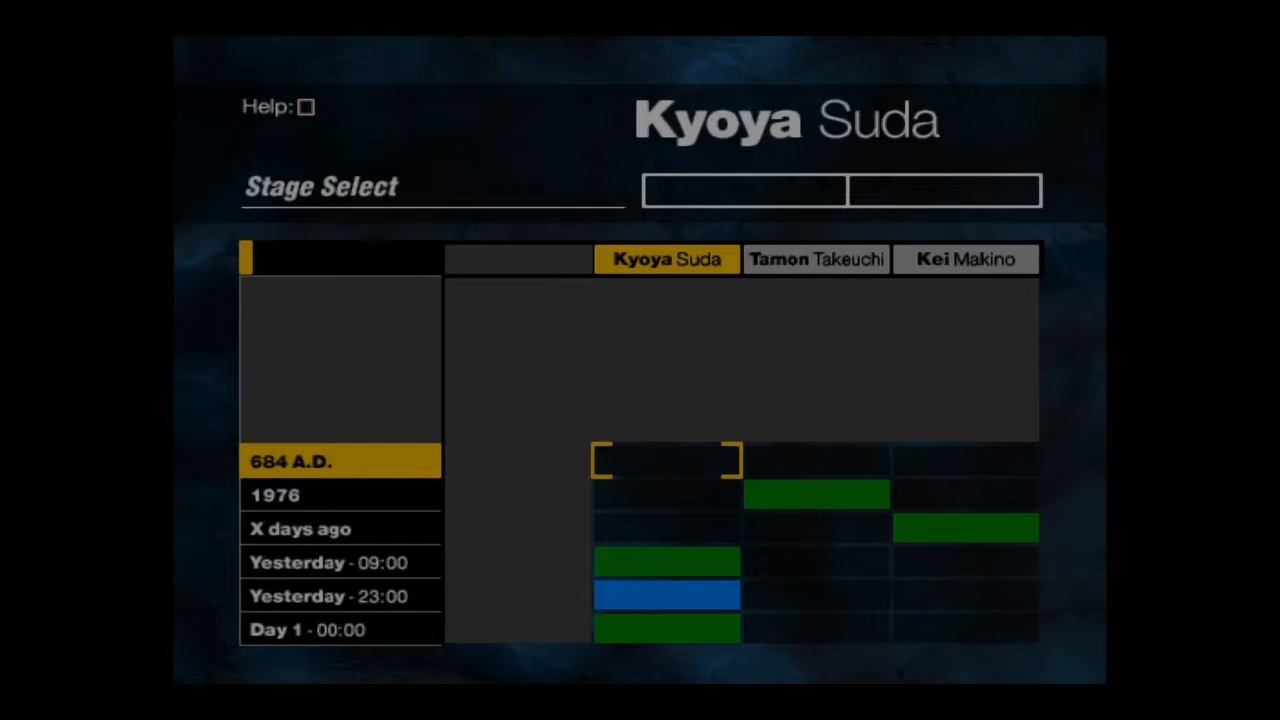 Help:
Kyoya Suda
Stage Select
Kyoya Suda
Tamon Takeuchi
Kei Makino
684 A.D.
1976
X days ago
Yesterday - 09:00
Yesterday - 23:00
Day 1 - 00:00